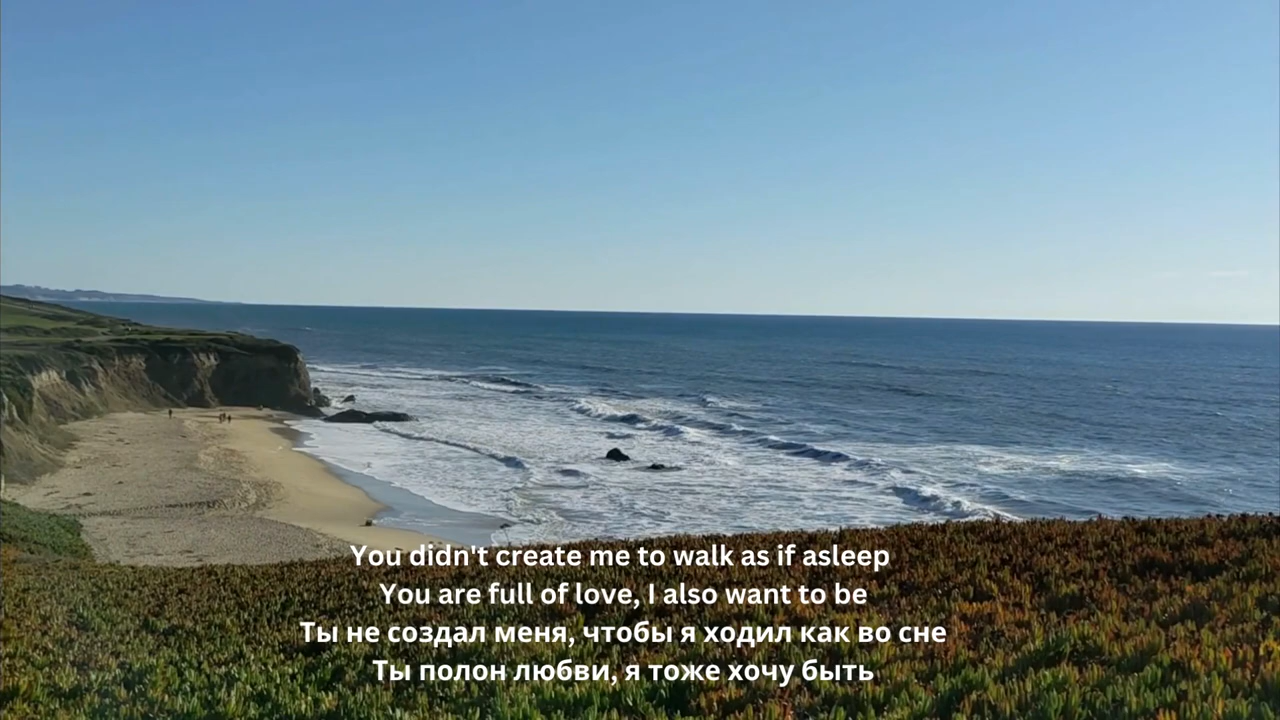 You didn't create me to walk as if asleep
You are full of love, I also want to be
Ты не создал меня, чтобы я ходил как во сне
Ты полон любви, я тоже хочу быть